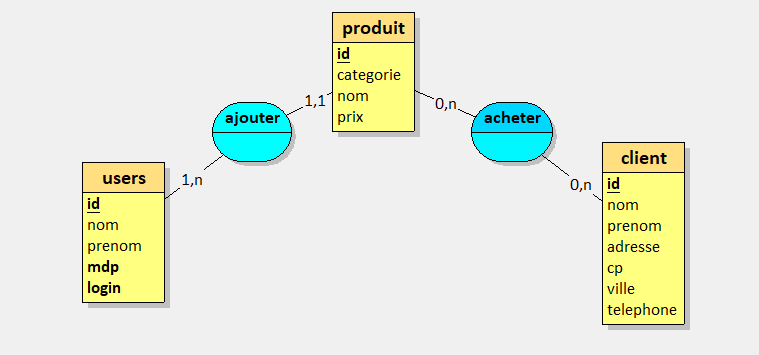 produit
id
categorie
nom
prix
1,1
0,n
ajouter
acheter
users
id
nom
prenom
mdp
login
1,n
client
id
nom
prenom
adresse
cp
ville
telephone
0,n